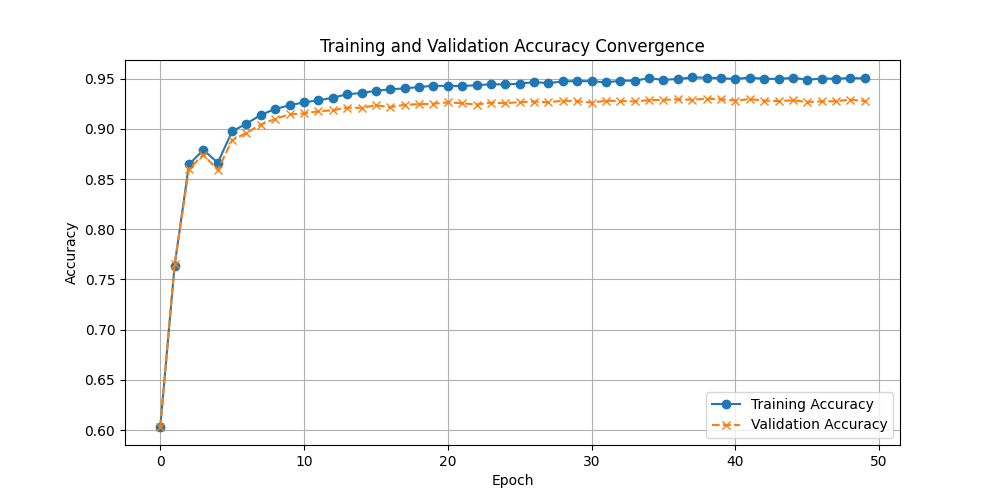 Training and Validation Accuracy Convergence
0.95
0.90
0.85
0.80
0.75
0.70
0.65
0.60
Accuracy
0 10 20 30 40 50
Epoch
Training Accuracy
Validation Accuracy